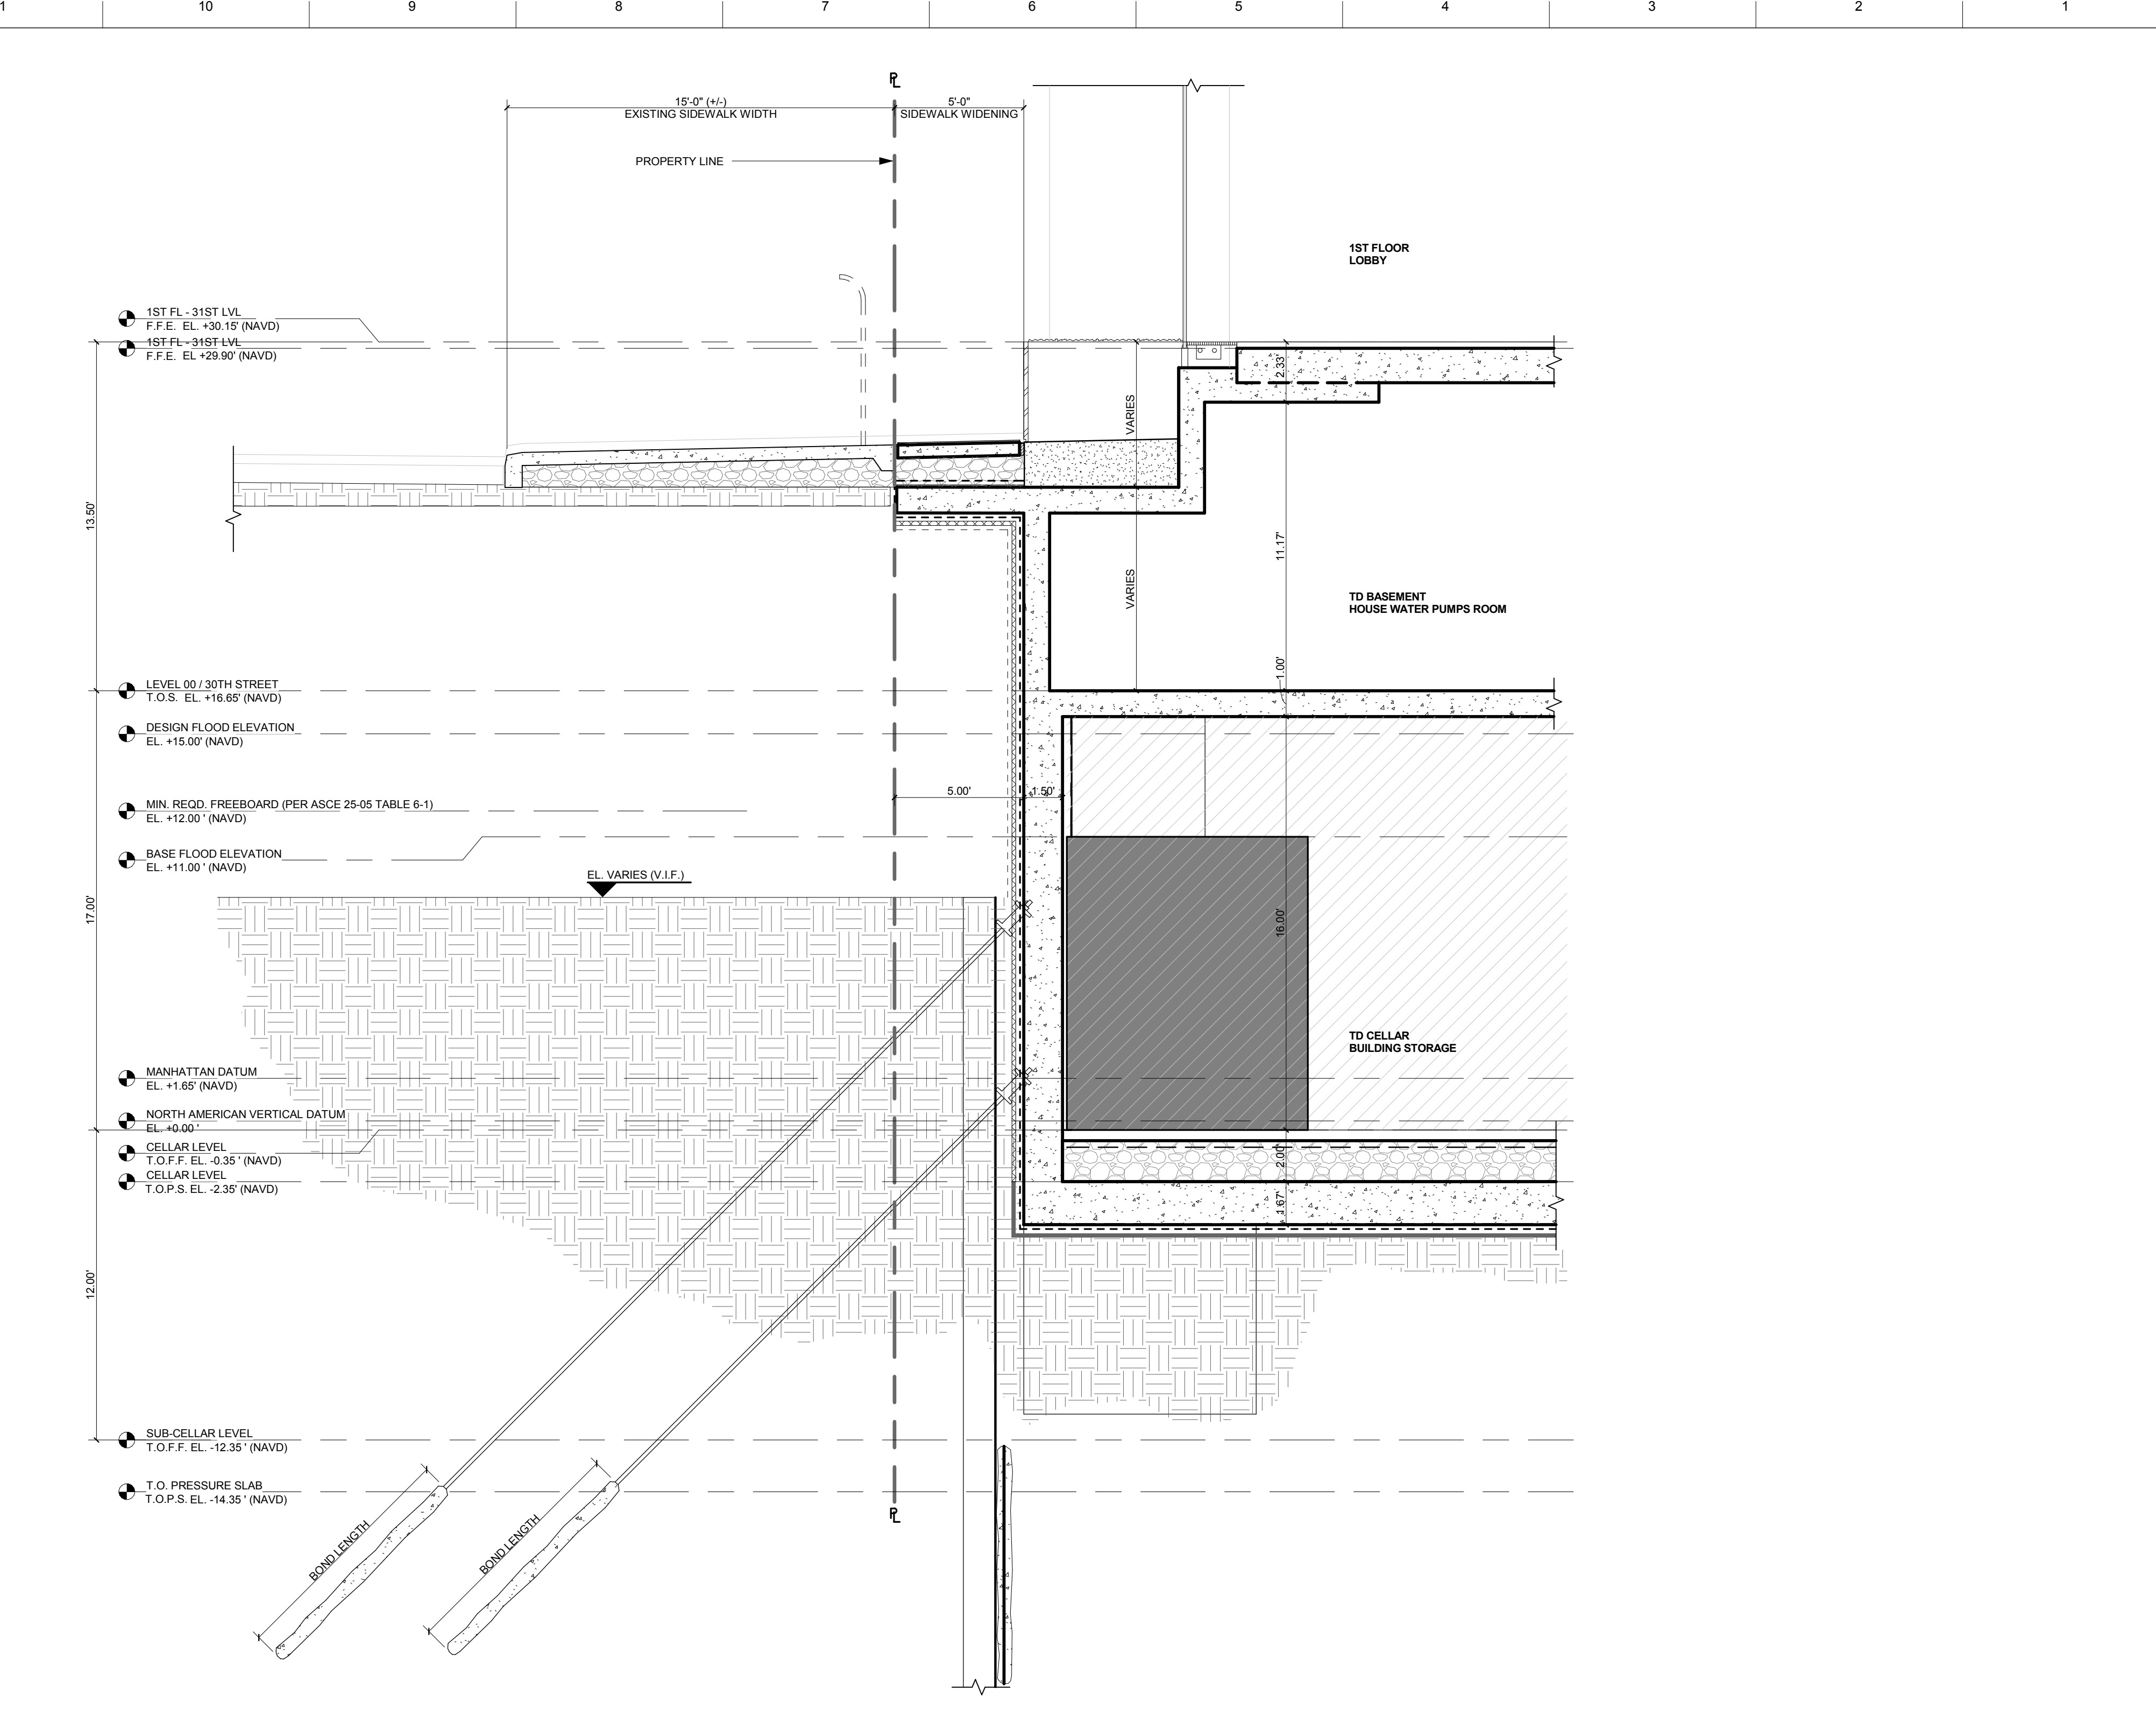 1 10 9 8 7 6 5 4 3 2 1
PL
15'-0" (+/-)
EXISTING SIDEWALK WIDTH
5'-0"
SIDEWALK WIDENING
PROPERTY LINE
1ST FLOOR
LOBBY
1ST FL - 31ST LVL
F.F.E. EL. +30.15' (NAVD)
1ST FL - 31ST LVL
F.F.E. EL +29.90' (NAVD)
2.33'
VARIES
13.50'
11.17'
VARIES
TD BASEMENT
HOUSE WATER PUMPS ROOM
1.00'
LEVEL 00 / 30TH STREET
T.O.S. EL. +16.65' (NAVD)
DESIGN FLOOD ELEVATION
EL. +15.00' (NAVD)
5.00'
1.50'
MIN. REQD. FREEBOARD (PER ASCE 25-05 TABLE 6-1)
EL. +12.00 ' (NAVD)
BASE FLOOD ELEVATION
EL. +11.00 ' (NAVD)
EL. VARIES (V.I.F.)
17.00'
16.00'
TD CELLAR
BUILDING STORAGE
MANHATTAN DATUM
EL. +1.65' (NAVD)
NORTH AMERICAN VERTICAL DATUM
EL. +0.00 '
CELLAR LEVEL
T.O.F.F. EL. -0.35 ' (NAVD)
CELLAR LEVEL
T.O.P.S. EL. -2.35' (NAVD)
2.00'
1.67'
12.00'
SUB-CELLAR LEVEL
T.O.F.F. EL. -12.35 ' (NAVD)
T.O. PRESSURE SLAB
T.O.P.S. EL. -14.35 ' (NAVD)
PL
BOND LENGTH
BOND LENGTH